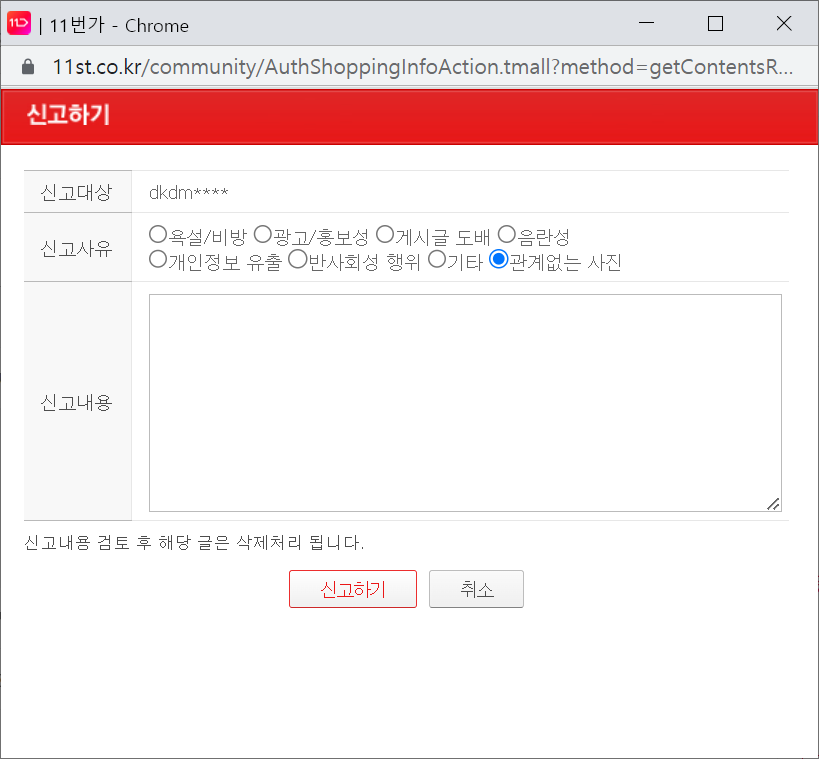 11 | 11번가 - Chrome
11st.co.kr/community/AuthShoppingInfoAction.tmall?method=getContentsR...
신고하기
신고대상 dkdm****
신고사유
욕설/비방 광고/홍보성 게시글 도배 음란성
개인정보 유출 반사회성 행위 기타 관계없는 사진
신고내용
신고내용 검토 후 해당 글은 삭제처리 됩니다.
신고하기 취소